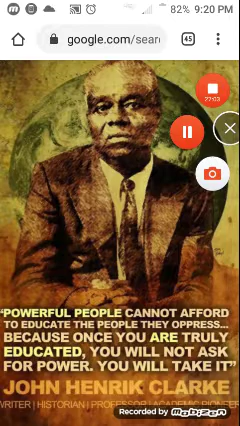 82% 9:20 PM
google.com/sear
45
27:03
"POWERFUL PEOPLE CANNOT AFFORD
TO EDUCATE THE PEOPLE THEY OPPRESS...
BECAUSE ONCE YOU ARE TRULY
EDUCATED, YOU WILL NOT ASK
FOR POWER. YOU WILL TAKE IT"
JOHN HENRIK CLARKE
WRITER | HISTORIAN | PROFESSOR | ACADEMIC PIONEER
Recorded by mobizen